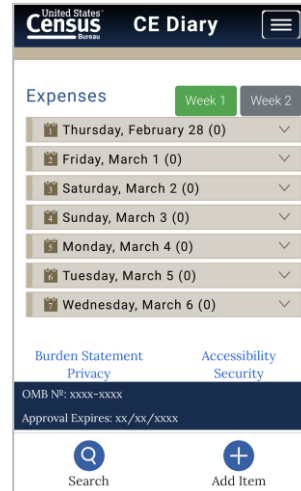 United States™
Census
Bureau
CE Diary
Expenses
Week 1
Week 2
1 Thursday, February 28 (0)
2 Friday, March 1 (0)
3 Saturday, March 2 (0)
4 Sunday, March 3 (0)
5 Monday, March 4 (0)
6 Tuesday, March 5 (0)
7 Wednesday, March 6 (0)
Burden Statement
Accessibility
Privacy
Security
OMB Nº: xxxx-xxxx
Approval Expires: xx/xx/xxxx
Search
Add Item